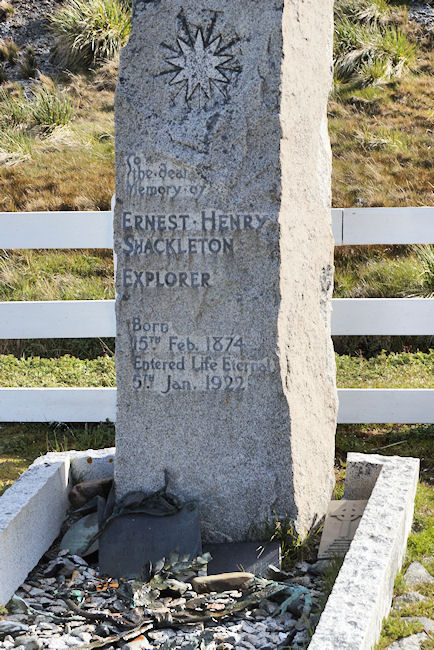 To
the·dear
Memory·of
ERNEST·HENRY
SHACKLETON
EXPLORER
Born
15TH Feb. 1874
Entered Life Eternal
5TH Jan. 1922